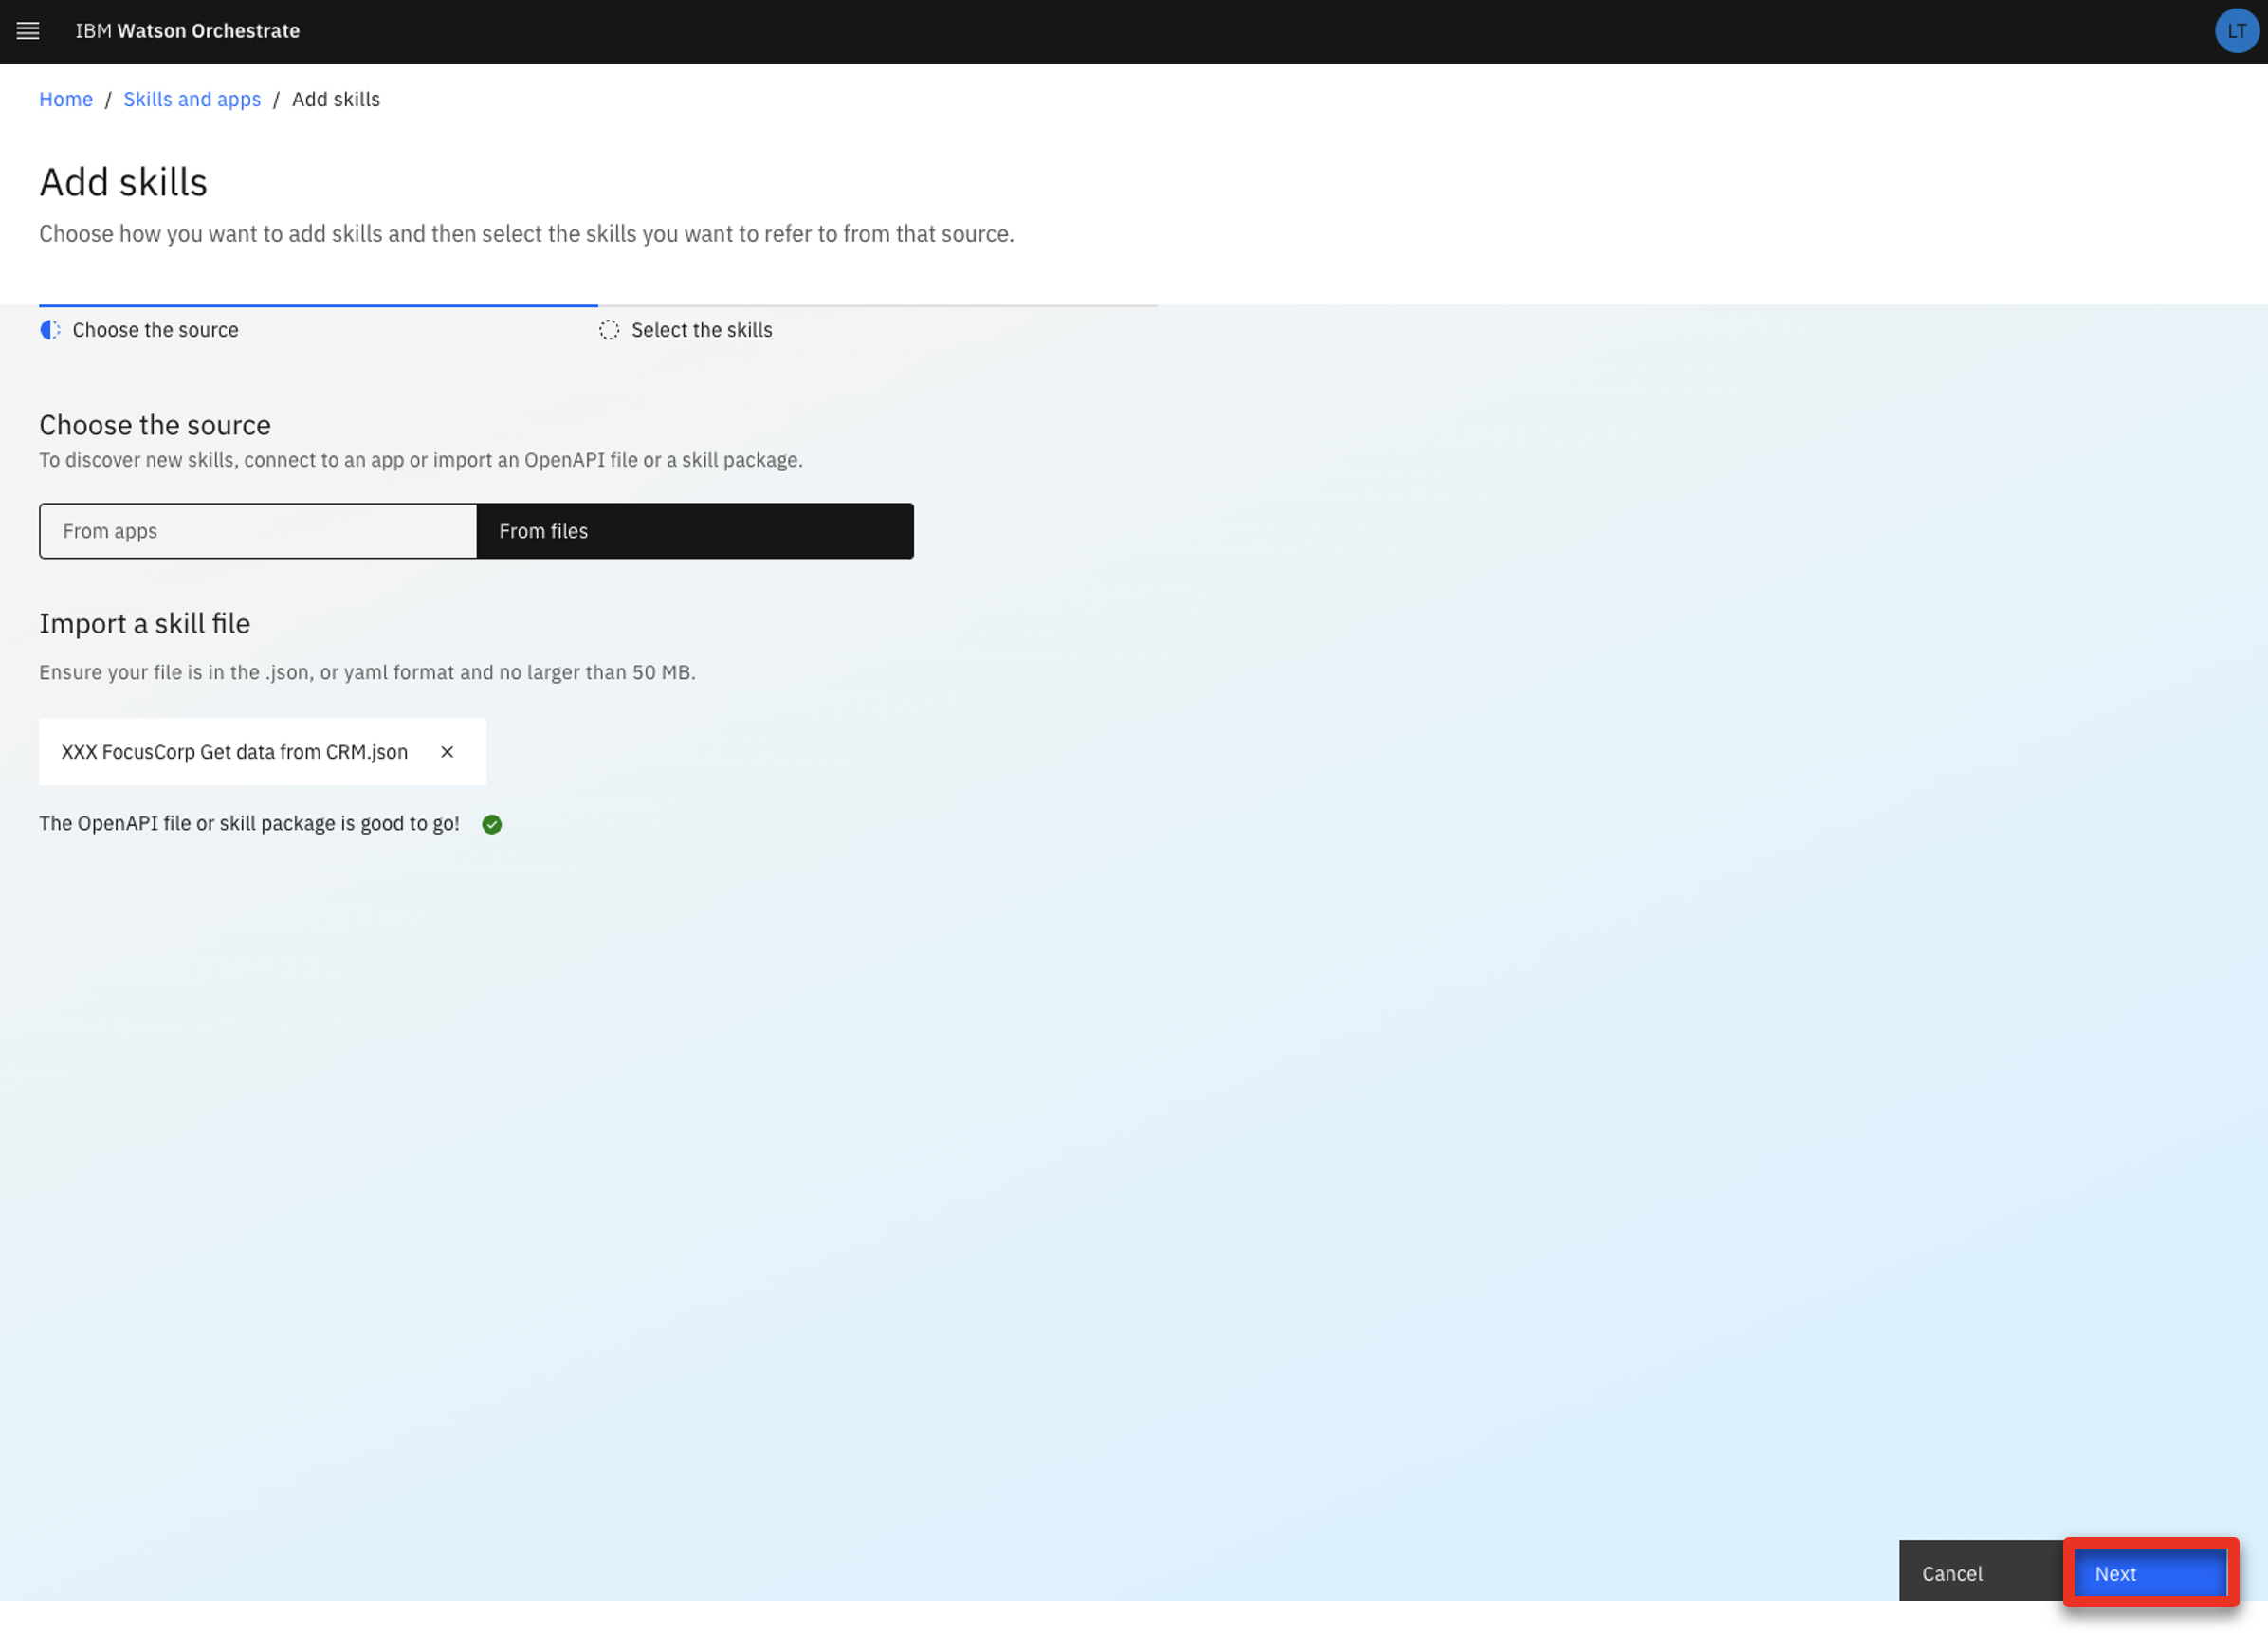 IBM Watson Orchestrate
LT
Home / Skills and apps / Add skills
Add skills
Choose how you want to add skills and then select the skills you want to refer to from that source.
Choose the source
Select the skills
Choose the source
To discover new skills, connect to an app or import an OpenAPI file or a skill package.
From apps
From files
Import a skill file
Ensure your file is in the .json, or yaml format and no larger than 50 MB.
XXX FocusCorp Get data from CRM.json
The OpenAPI file or skill package is good to go!
Cancel
Next